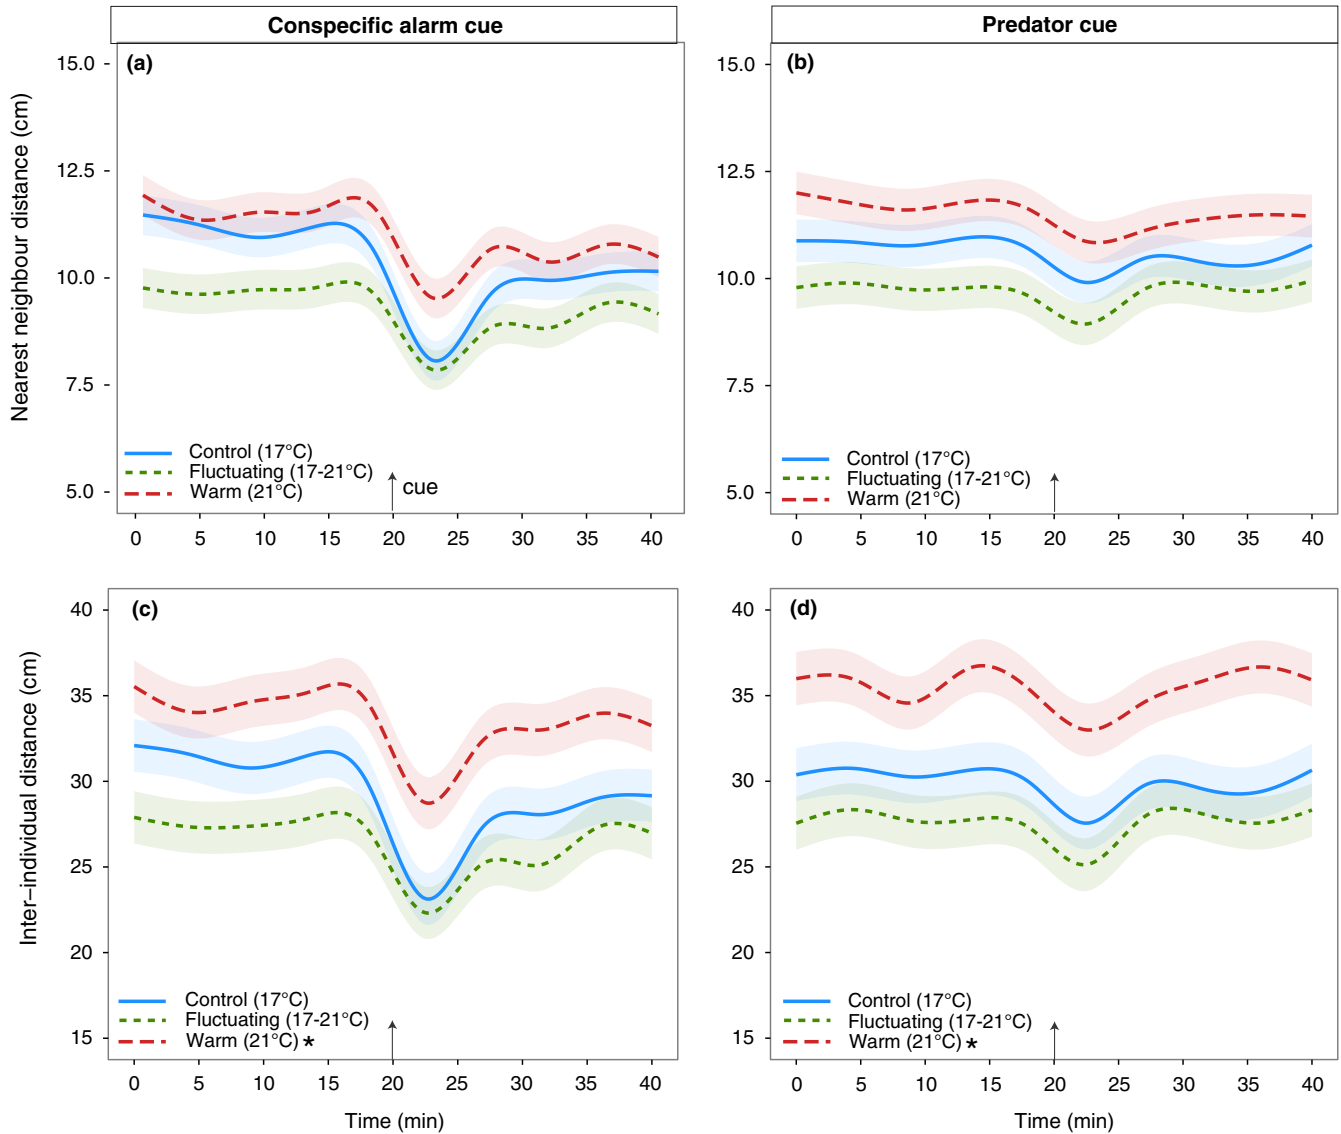 Conspecific alarm cue
Predator cue
Nearest neighbour distance (cm)
(a)
15.0
12.5
10.0
7.5
5.0
Control (17°C)
Fluctuating (17-21°C)
Warm (21°C)
cue
0 5 10 15 20 25 30 35 40
(b)
15.0
12.5
10.0
7.5
5.0
Control (17°C)
Fluctuating (17-21°C)
Warm (21°C)
0 5 10 15 20 25 30 35 40
Inter–individual distance (cm)
(c)
40
35
30
25
20
15
Control (17°C)
Fluctuating (17-21°C)
Warm (21°C) *
0 5 10 15 20 25 30 35 40
Time (min)
(d)
40
35
30
25
20
15
Control (17°C)
Fluctuating (17-21°C)
Warm (21°C) *
0 5 10 15 20 25 30 35 40
Time (min)